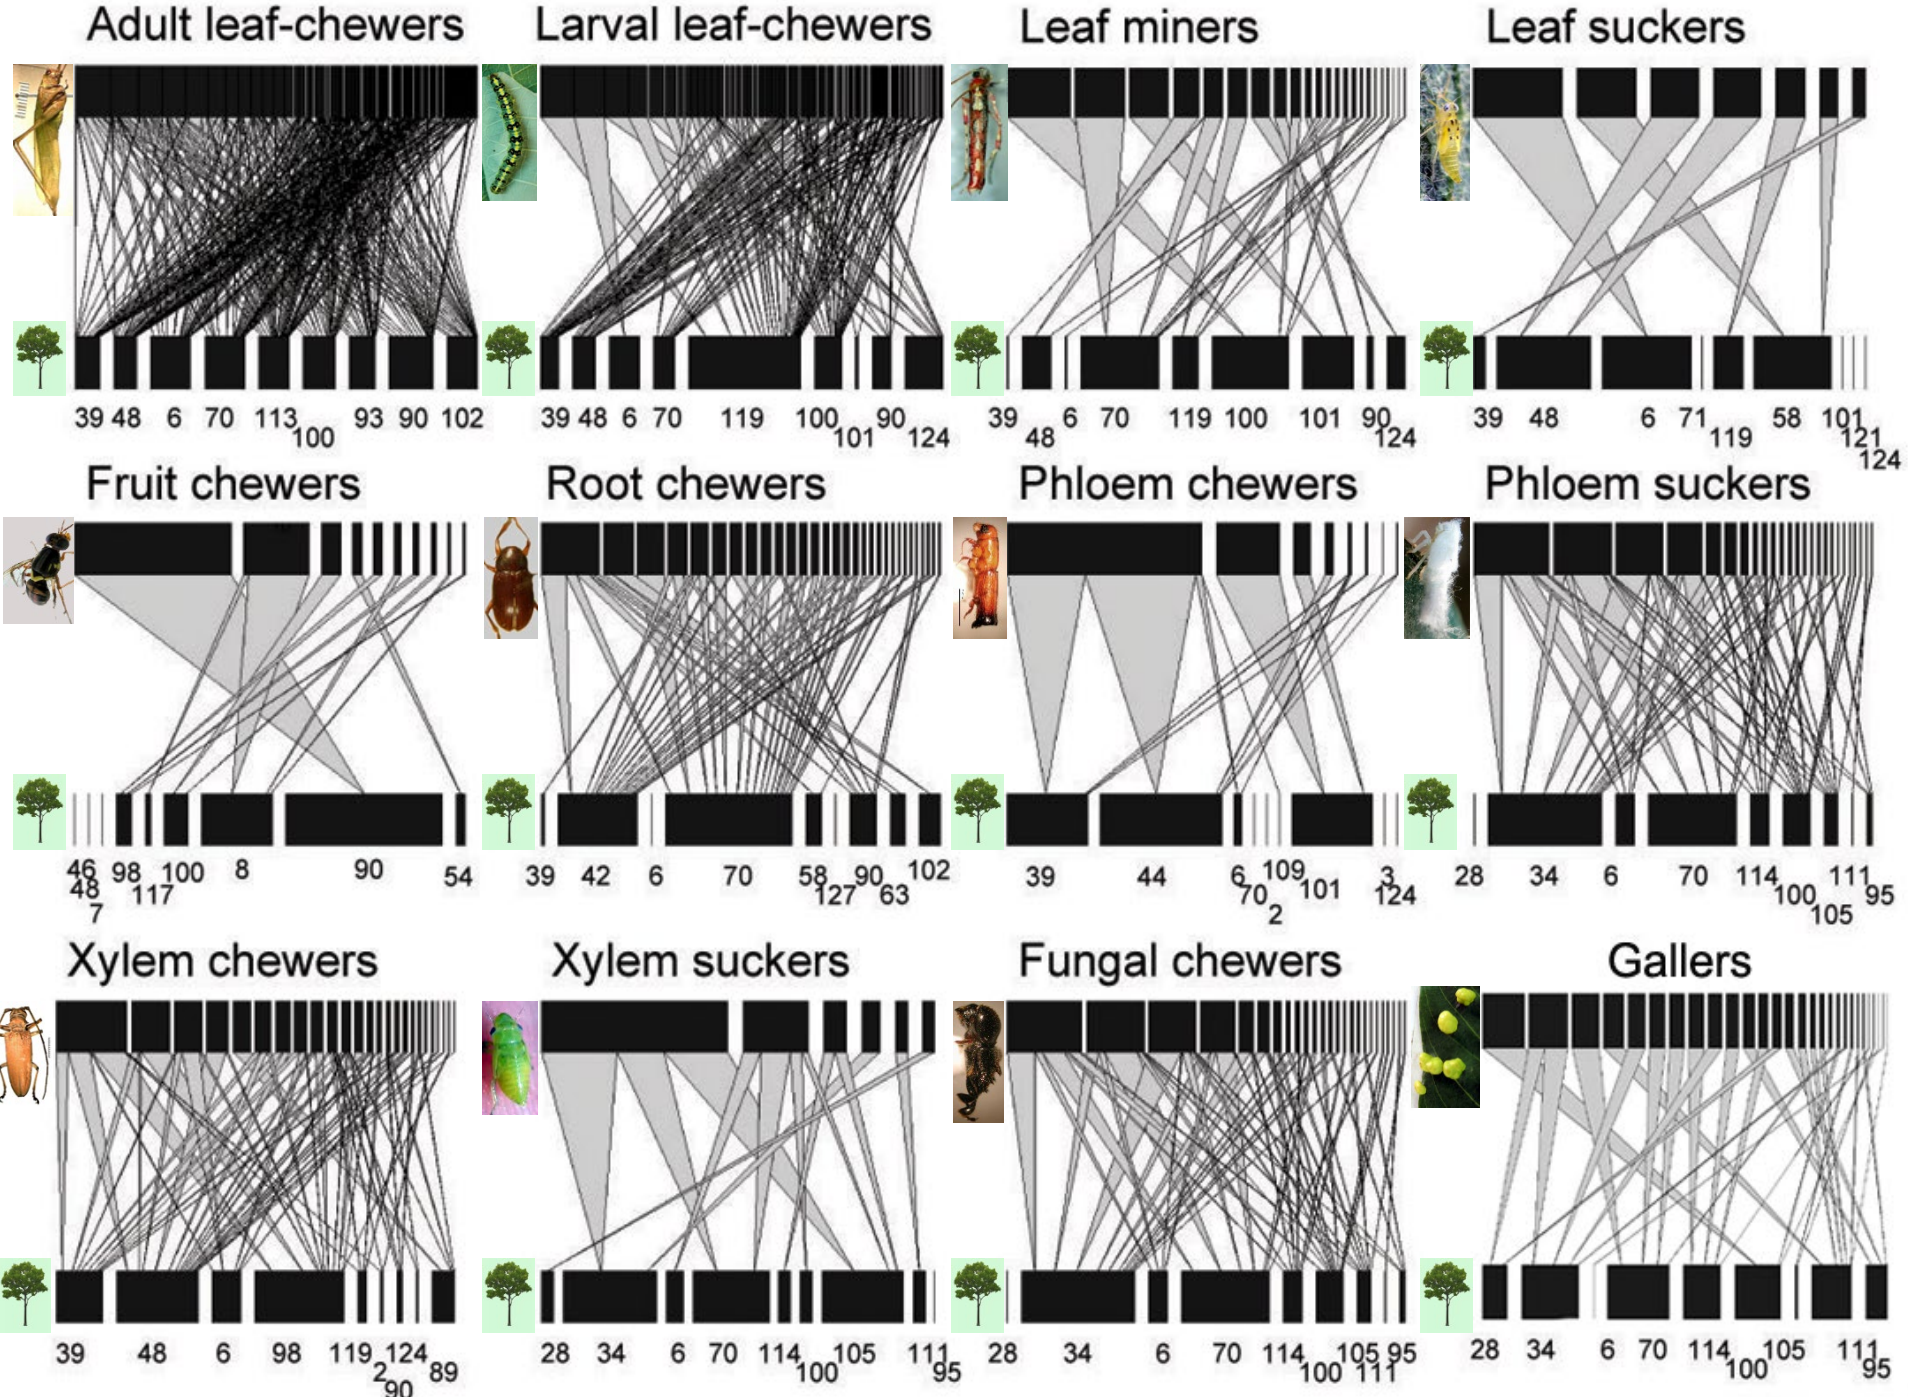 Adult leaf-chewers
39 48 6 70 113 100 93 90 102
Larval leaf-chewers
39 48 6 70 119 100 101 90 124
Leaf miners
39 48 6 70 119 100 101 90 124
Leaf suckers
39 48 6 71 119 58 101 121 124
Fruit chewers
46 48 7 98 117 100 8 90 54
Root chewers
39 42 6 70 58 127 90 63 102
Phloem chewers
39 44 6 70 2 109 101 3 124
Phloem suckers
28 34 6 70 114 100 105 111 95
Xylem chewers
39 48 6 98 119 2 90 124 89
Xylem suckers
28 34 6 70 114 100 105 111 95
Fungal chewers
28 34 6 70 114 100 105 111 95
Gallers
28 34 6 70 114 100 105 111 95